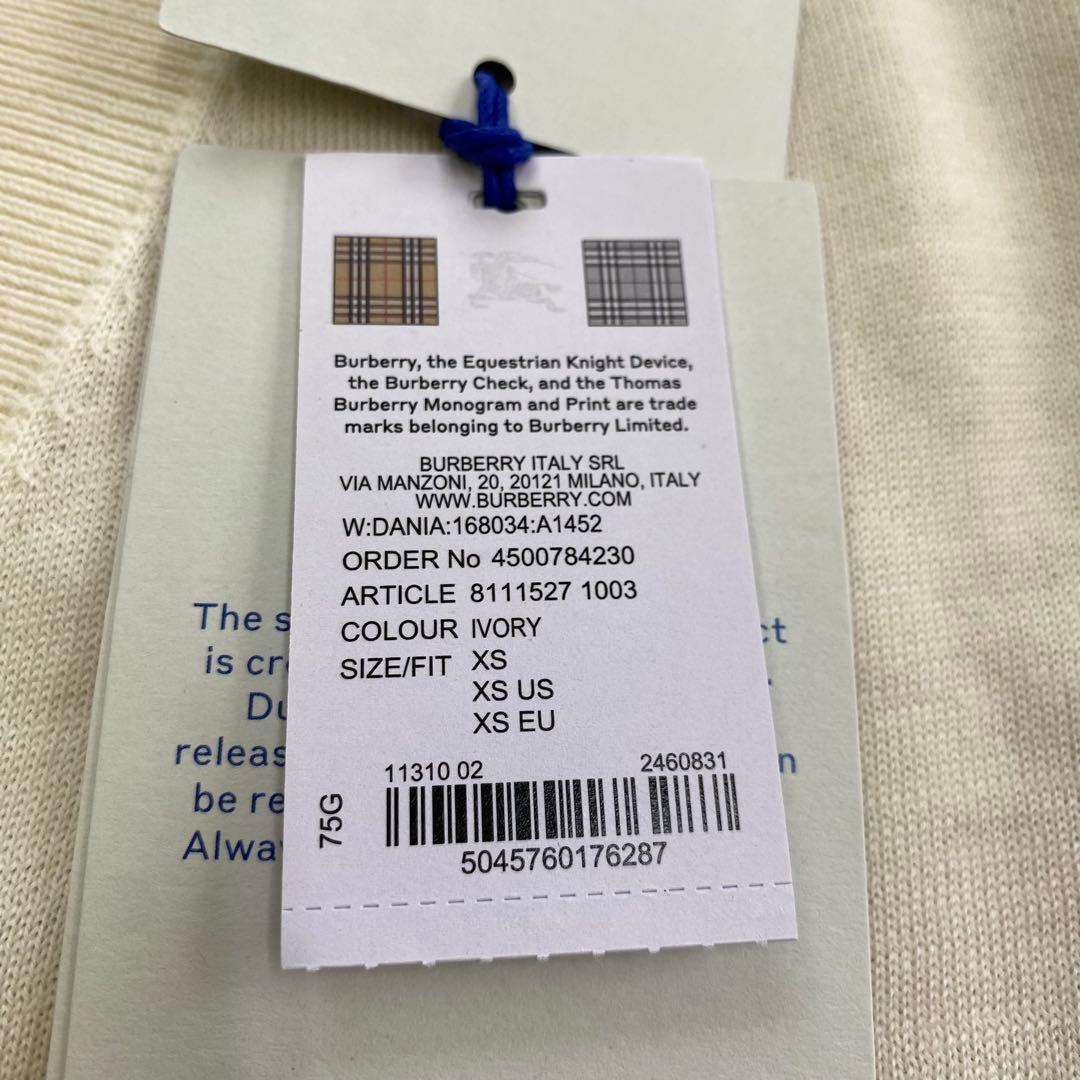 Burberry, the Equestrian Knight Device,
the Burberry Check, and the Thomas
Burberry Monogram and Print are trade
marks belonging to Burberry Limited.
BURBERRY ITALY SRL
VIA MANZONI, 20, 20121 MILANO, ITALY
WWW.BURBERRY.COM
W:DANIA:168034:A1452
ORDER No 4500784230
ARTICLE 8111527 1003
COLOUR IVORY
SIZE/FIT XS
XS US
XS EU
11310 02 2460831
75G
5045760176287
The
is
be